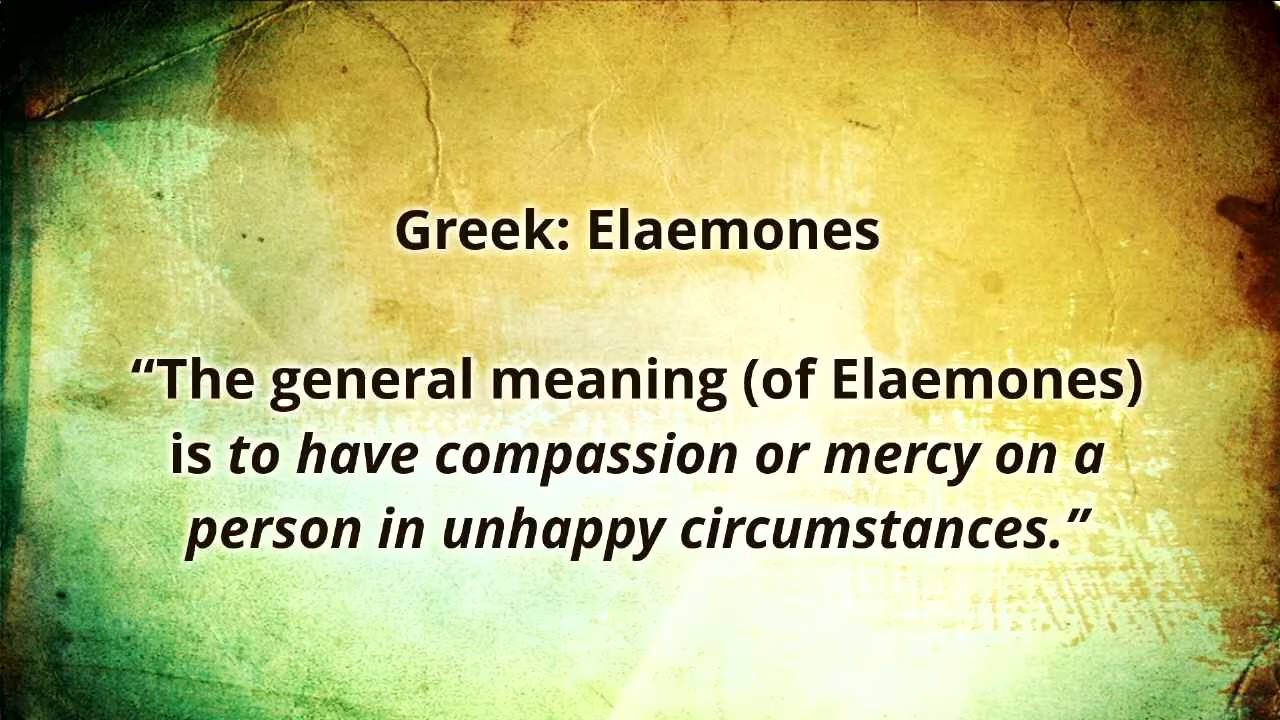 Greek: Elaemones
“The general meaning (of Elaemones)
is to have compassion or mercy on a
person in unhappy circumstances.”